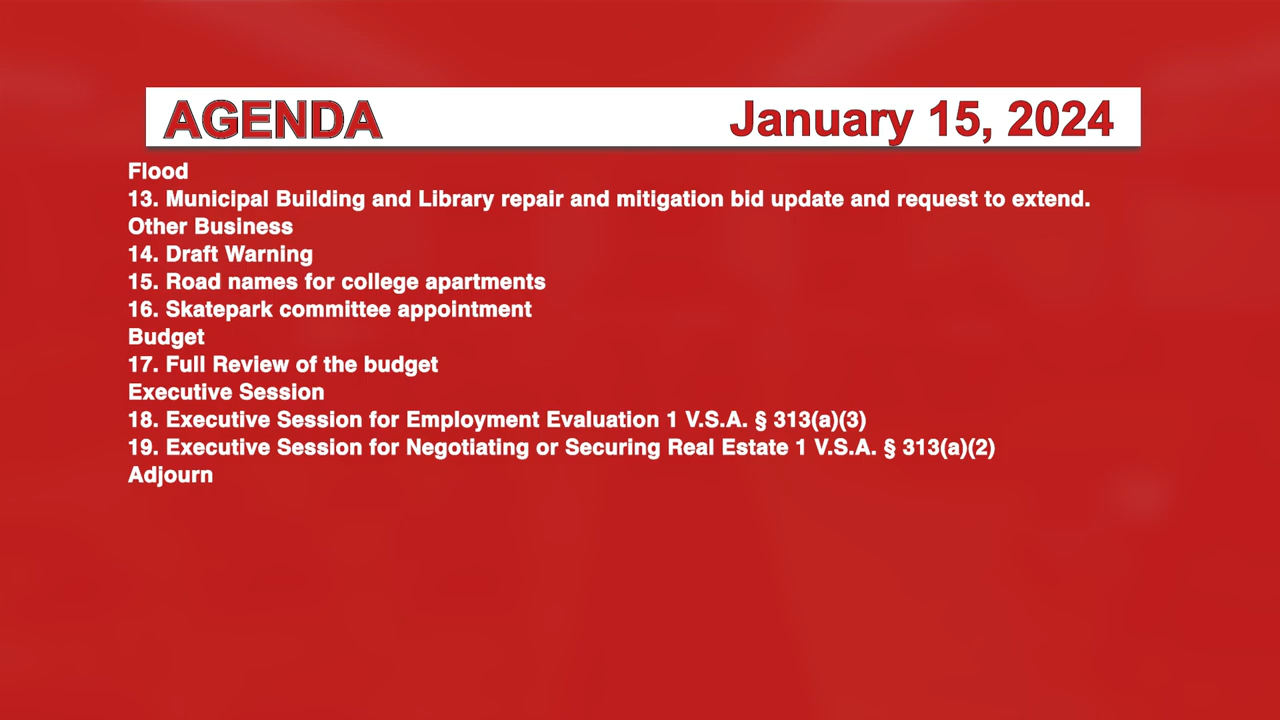 AGENDA January 15, 2024
Flood
13. Municipal Building and Library repair and mitigation bid update and request to extend.
Other Business
14. Draft Warning
15. Road names for college apartments
16. Skatepark committee appointment
Budget
17. Full Review of the budget
Executive Session
18. Executive Session for Employment Evaluation 1 V.S.A. § 313(a)(3)
19. Executive Session for Negotiating or Securing Real Estate 1 V.S.A. § 313(a)(2)
Adjourn